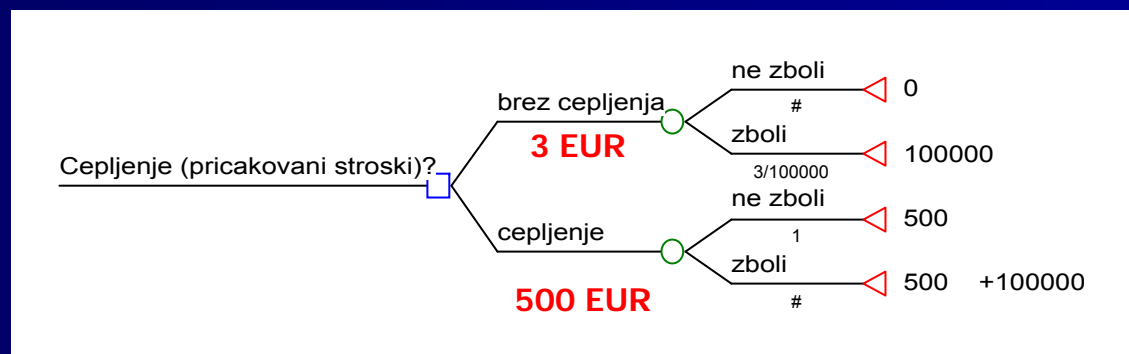 ne zboli
0
#
brez cepljenja
3 EUR
zboli
100000
3/100000
Cepljenje (pricakovani stroski)?
ne zboli
500
1
cepljenje
500 EUR
zboli
500 +100000
#